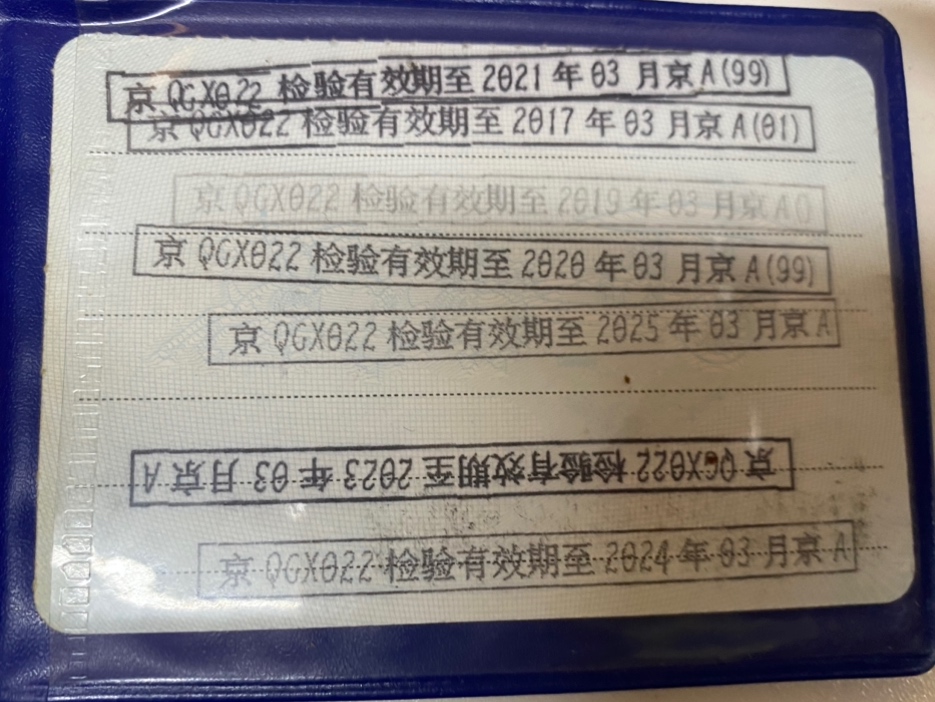 京 QGX022 检验有效期至 2021 年 03 月京 A(99)
京 QGX022 检验有效期至 2017 年 03 月京 A(01)
京 QGX022 检验有效期至 2019 年 03 月京 A0
京 QGX022 检验有效期至 2020 年 03 月京 A(99)
京 QGX022 检验有效期至 2025 年 03 月京 A
京 QGX022 检验有效期至 2023 年 03 月京 A
京 QGX022 检验有效期至 2024 年 03 月京 A